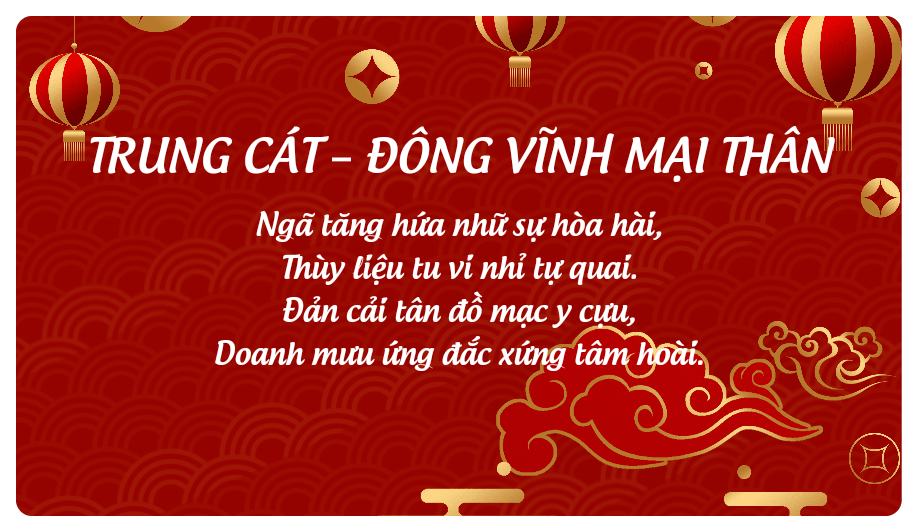 TRUNG CÁT – ĐÔNG VĨNH MẠI THÂN
Ngã tăng hứa nhữ sự hòa hài,
Thùy liệu tu vi nhỉ tự quai.
Đản cải tân đồ mạc y cựu,
Doanh mưu ứng đắc xứng tâm hoài.